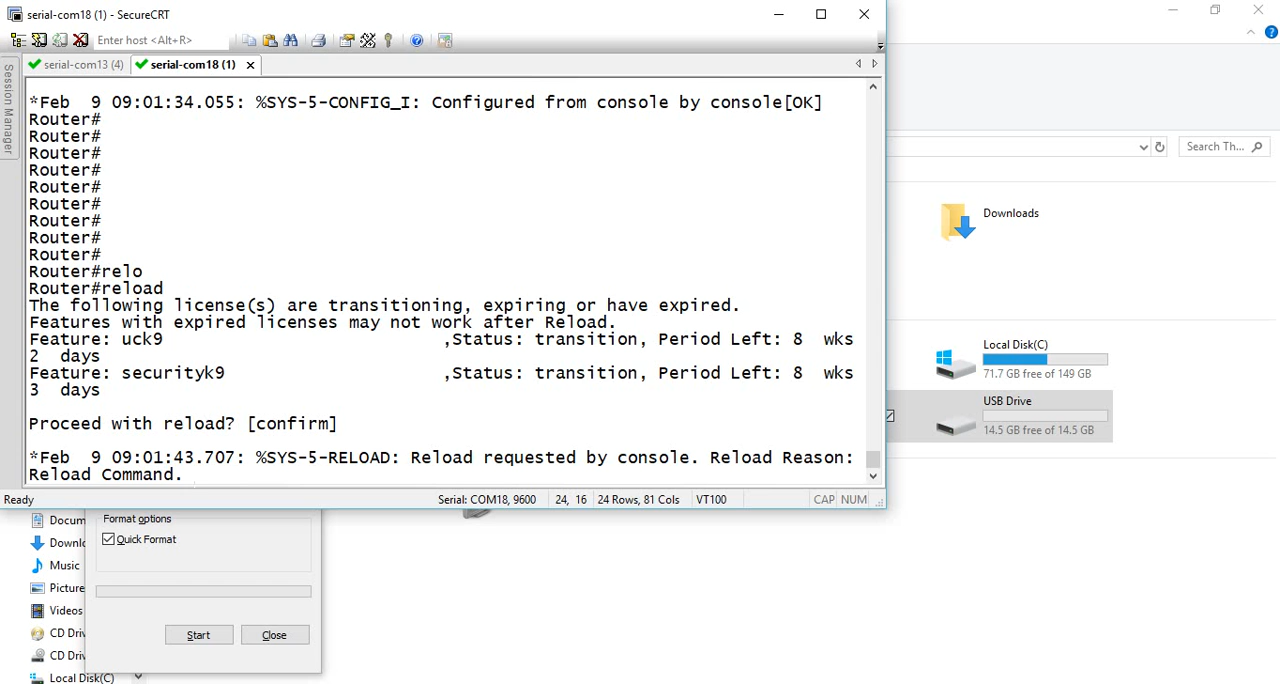 serial-com18 (1) - SecureCRT
Enter host <Alt+R>
serial-com13 (4)
serial-com18 (1)
Session Manager
*Feb  9 09:01:34.055: %SYS-5-CONFIG_I: Configured from console by console[OK]
Router#
Router#
Router#
Router#
Router#
Router#
Router#
Router#
Router#
Router#relo
Router#reload
The following license(s) are transitioning, expiring or have expired.
Features with expired licenses may not work after Reload.
Feature: uck9                           ,Status: transition, Period Left: 8  wks
2  days
Feature: securityk9                     ,Status: transition, Period Left: 8  wks
3  days
Proceed with reload? [confirm]
*Feb  9 09:01:43.707: %SYS-5-RELOAD: Reload requested by console. Reload Reason:
Reload Command.
Ready
Serial: COM18, 9600
24, 16
24 Rows, 81 Cols
VT100
CAP
NUM
Search Th...
Downloads
Local Disk(C)
71.7 GB free of 149 GB
USB Drive
14.5 GB free of 14.5 GB
Docum
Downlo
Music
Picture
Videos
CD Driv
CD Driv
Local Disk(C)
Format options
Quick Format
Start
Close